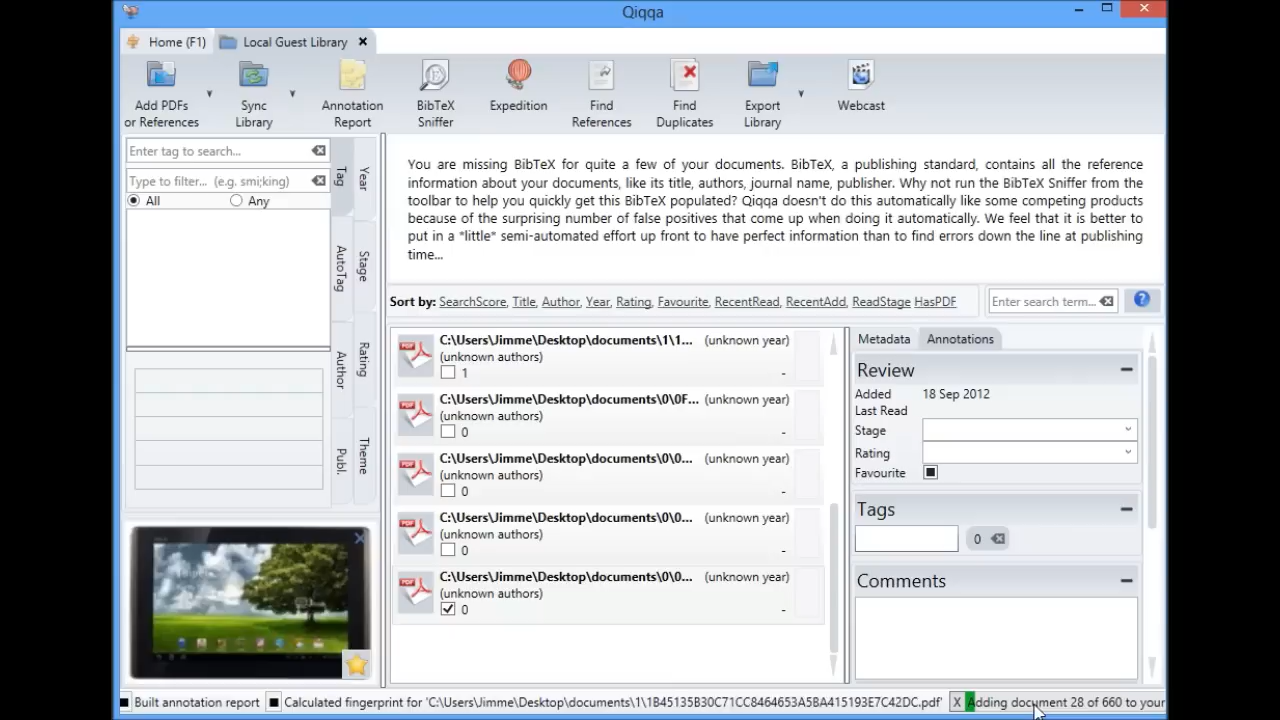 Qiqqa
Home (F1)
Local Guest Library
Add PDFs
or References
Sync
Library
Annotation
Report
BibTeX
Sniffer
Expedition
Find
References
Find
Duplicates
Export
Library
Webcast
Enter tag to search...
Type to filter... (e.g. smi;king)
All
Any
Tag
Year
AutoTag
Stage
Author
Rating
Publ.
Theme
You are missing BibTeX for quite a few of your documents. BibTeX, a publishing standard, contains all the reference
information about your documents, like its title, authors, journal name, publisher. Why not run the BibTeX Sniffer from the
toolbar to help you quickly get this BibTeX populated? Qiqqa doesn't do this automatically like some competing products
because of the surprising number of false positives that come up when doing it automatically. We feel that it is better to
put in a *little* semi-automated effort up front to have perfect information than to find errors down the line at publishing
time...
Sort by: SearchScore, Title, Author, Year, Rating, Favourite, RecentRead, RecentAdd, ReadStage HasPDF
Enter search term...
C:\Users\Jimme\Desktop\documents\1\1... (unknown year)
(unknown authors)
1 -
C:\Users\Jimme\Desktop\documents\0\0F... (unknown year)
(unknown authors)
0 -
C:\Users\Jimme\Desktop\documents\0\0... (unknown year)
(unknown authors)
0 -
C:\Users\Jimme\Desktop\documents\0\0... (unknown year)
(unknown authors)
0 -
C:\Users\Jimme\Desktop\documents\0\0... (unknown year)
(unknown authors)
0 -
Metadata
Annotations
Review
Added 18 Sep 2012
Last Read
Stage
Rating
Favourite
Tags
0
Comments
Built annotation report
Calculated fingerprint for 'C:\Users\Jimme\Desktop\documents\1\1B45135B30C71CC8464653A5BA415193E7C42DC.pdf'
X Adding document 28 of 660 to your